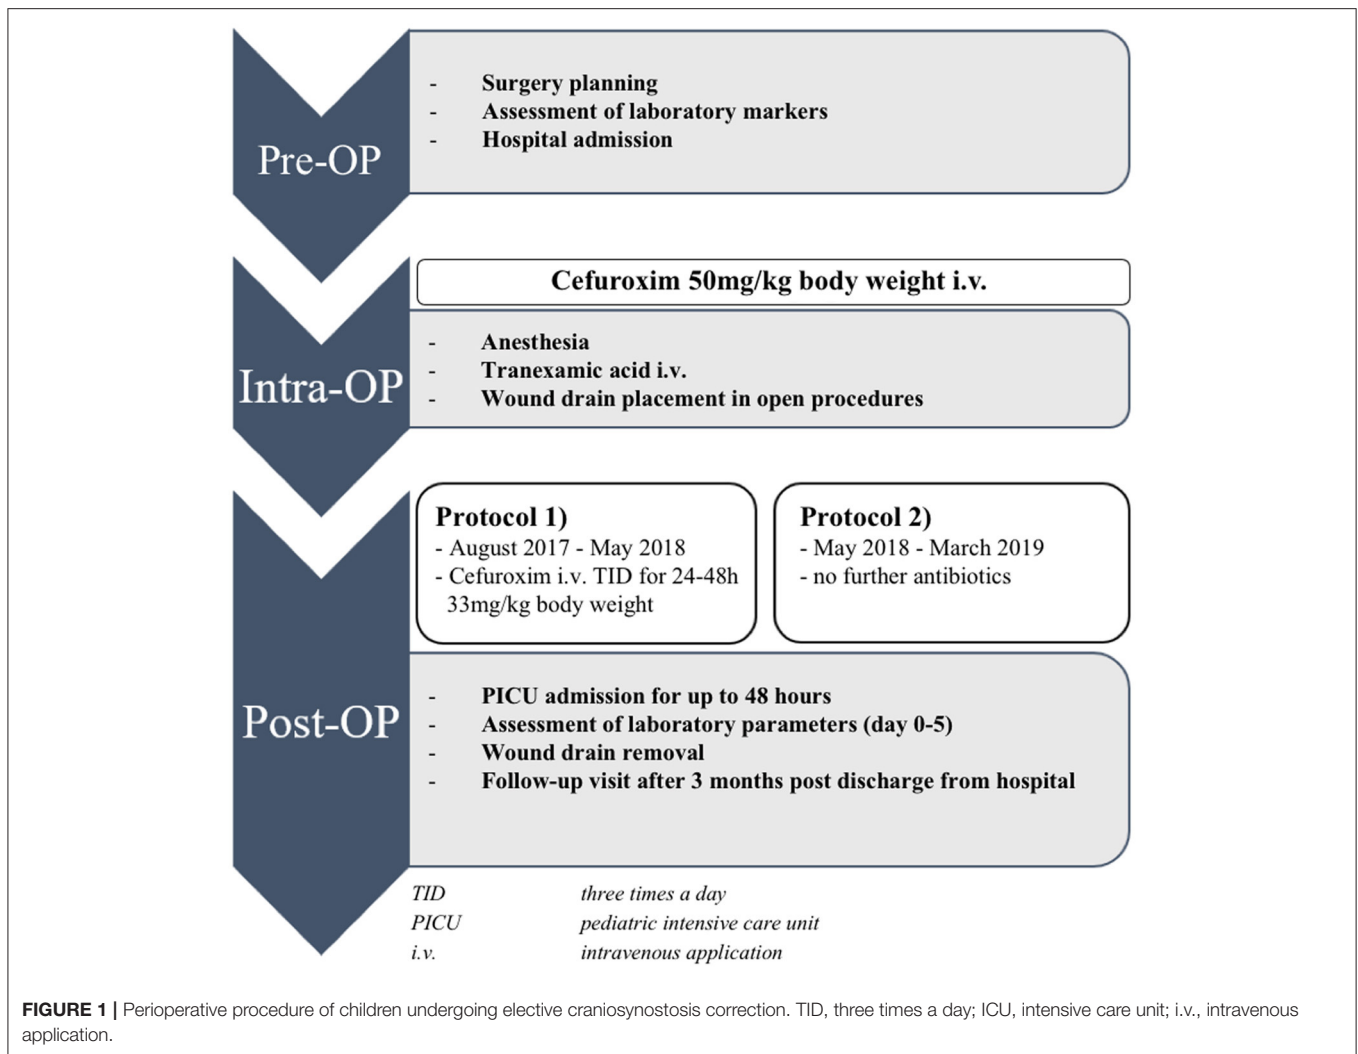 Pre-OP
- Surgery planning
- Assessment of laboratory markers
- Hospital admission
Intra-OP
Cefuroxim 50mg/kg body weight i.v.
- Anesthesia
- Tranexamic acid i.v.
- Wound drain placement in open procedures
Post-OP
Protocol 1)
- August 2017 - May 2018
- Cefuroxim i.v. TID for 24-48h
33mg/kg body weight
Protocol 2)
- May 2018 - March 2019
- no further antibiotics
- PICU admission for up to 48 hours
- Assessment of laboratory parameters (day 0-5)
- Wound drain removal
- Follow-up visit after 3 months post discharge from hospital
TID three times a day
PICU pediatric intensive care unit
i.v. intravenous application
FIGURE 1 | Perioperative procedure of children undergoing elective craniosynostosis correction. TID, three times a day; ICU, intensive care unit; i.v., intravenous
application.